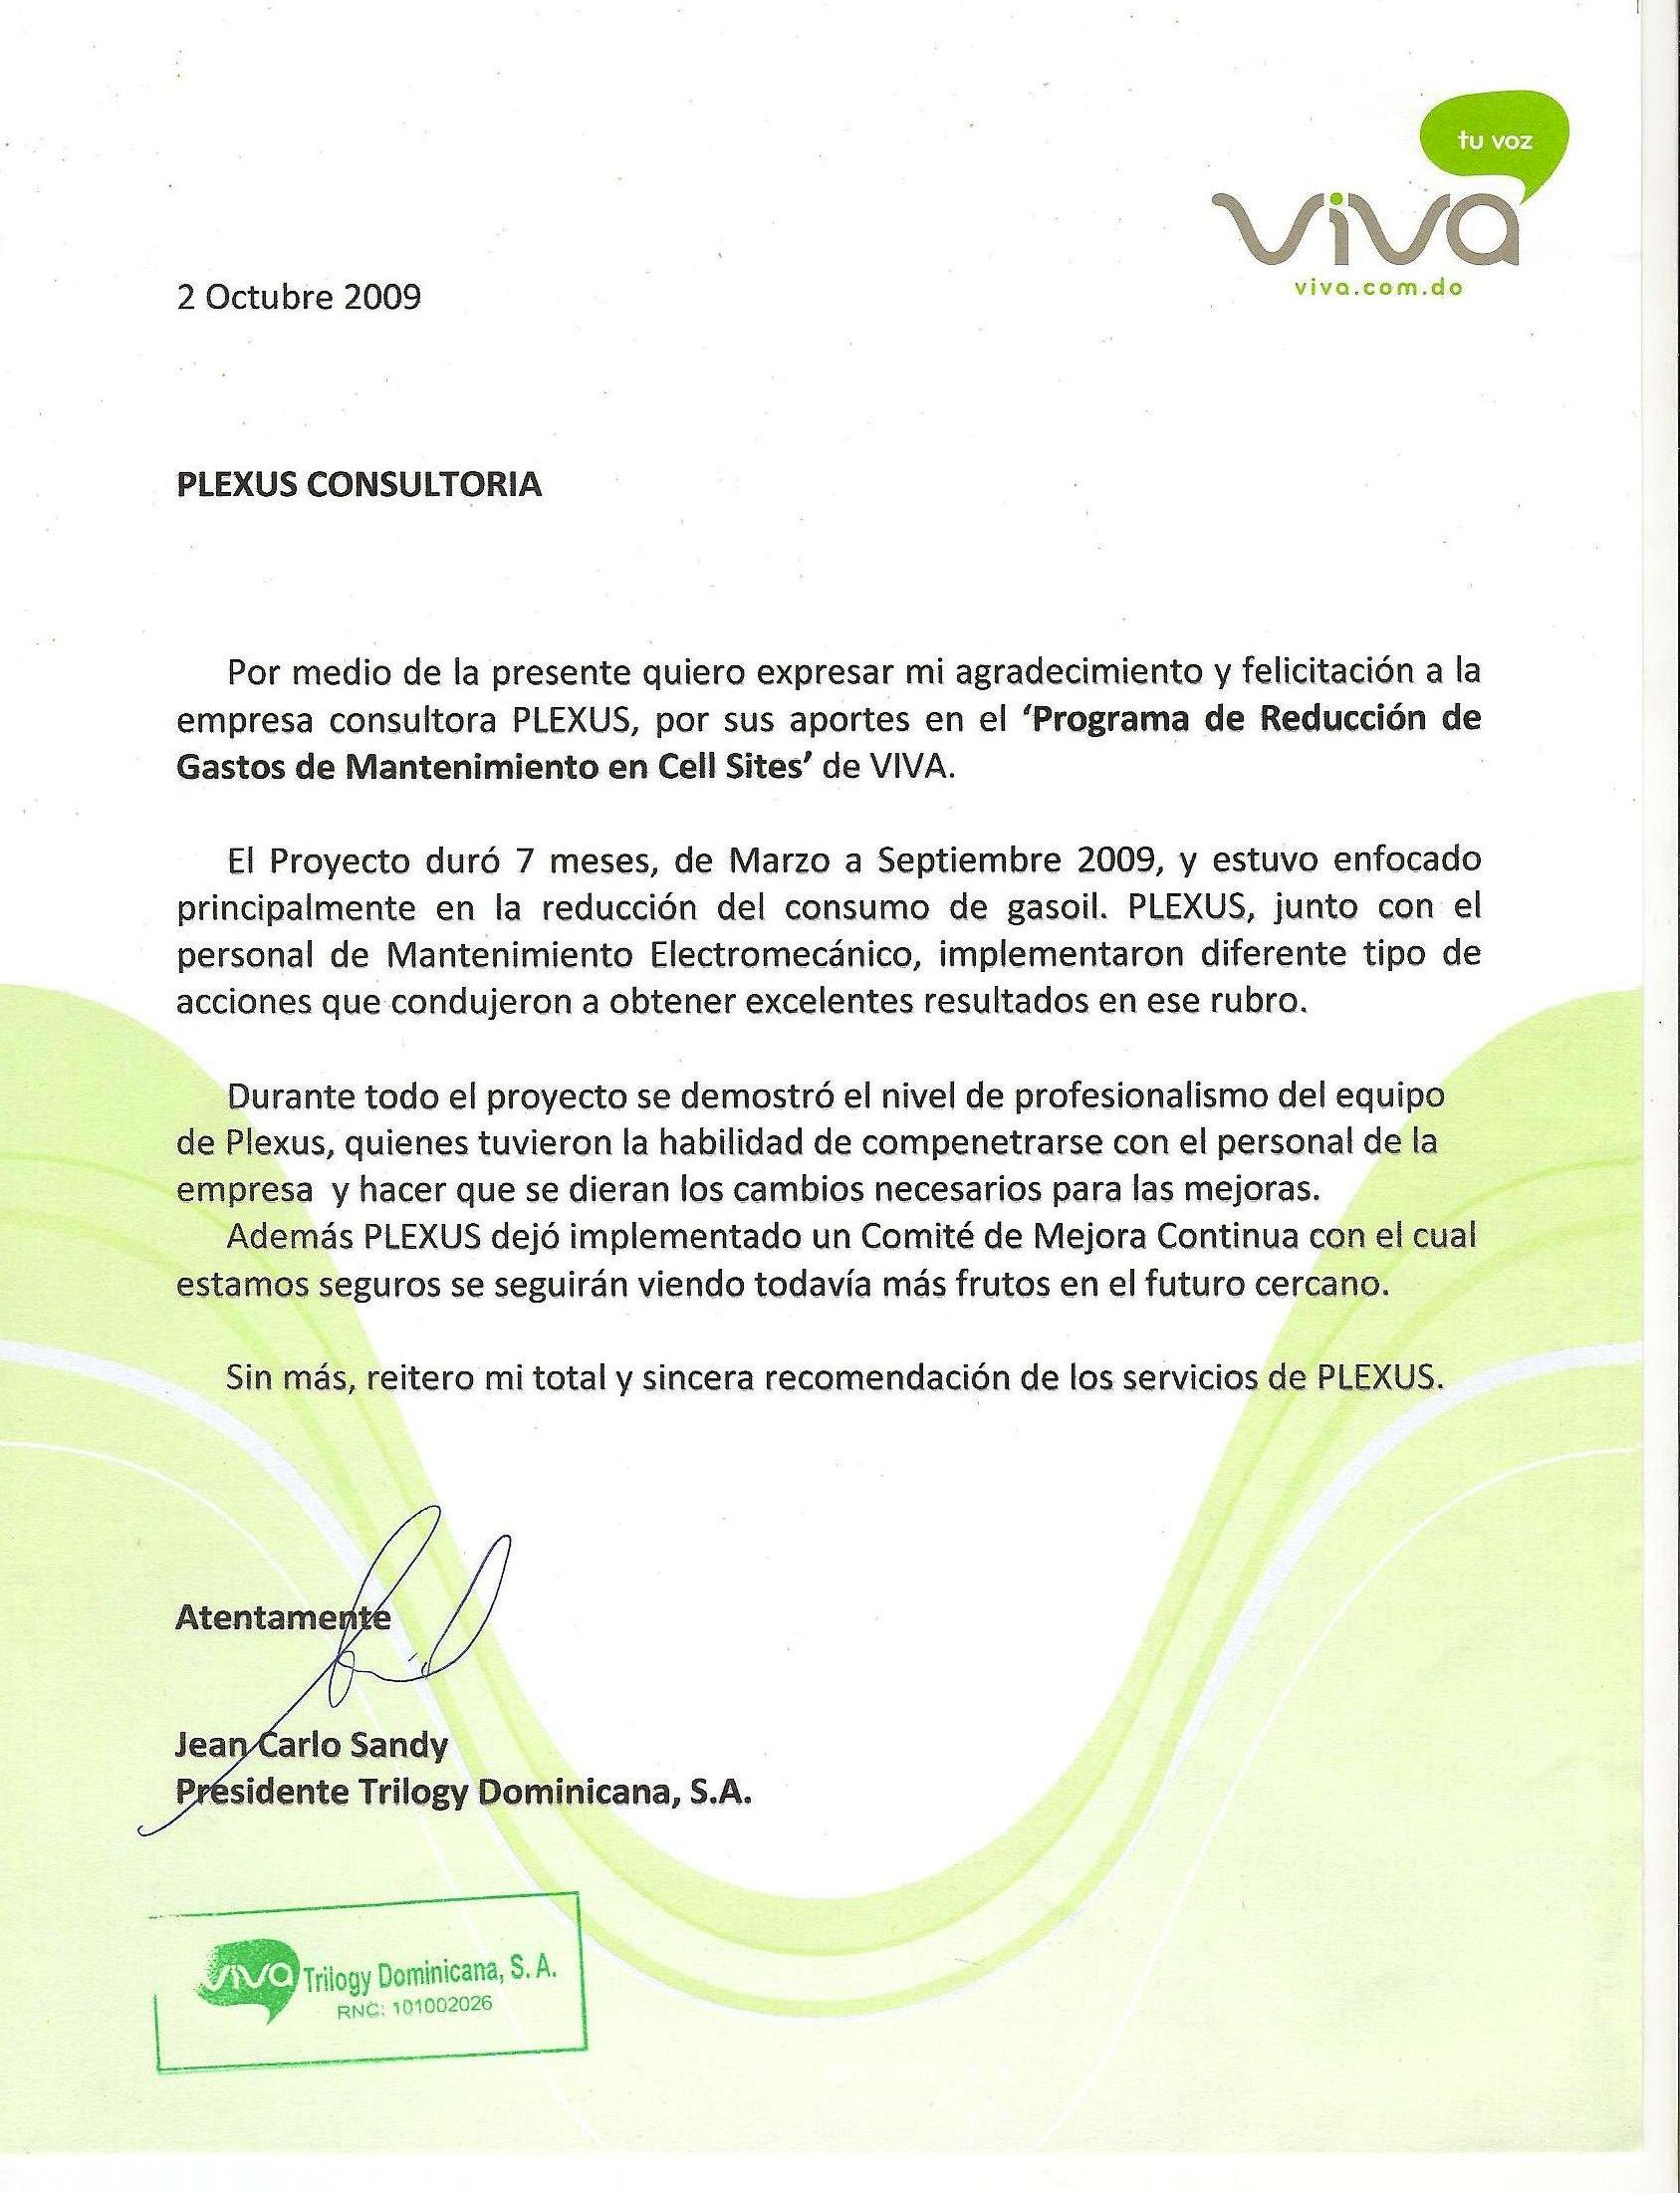 tu voz
viva
viva.com.do
2 Octubre 2009
PLEXUS CONSULTORIA
Por medio de la presente quiero expresar mi agradecimiento y felicitación a la
empresa consultora PLEXUS, por sus aportes en el ‘Programa de Reducción de
Gastos de Mantenimiento en Cell Sites’ de VIVA.
El Proyecto duró 7 meses, de Marzo a Septiembre 2009, y estuvo enfocado
principalmente en la reducción del consumo de gasoil. PLEXUS, junto con el
personal de Mantenimiento Electromecánico, implementaron diferente tipo de
acciones que condujeron a obtener excelentes resultados en ese rubro.
Durante todo el proyecto se demostró el nivel de profesionalismo del equipo
de Plexus, quienes tuvieron la habilidad de compenetrarse con el personal de la
empresa y hacer que se dieran los cambios necesarios para las mejoras.
Además PLEXUS dejó implementado un Comité de Mejora Continua con el cual
estamos seguros se seguirán viendo todavía más frutos en el futuro cercano.
Sin más, reitero mi total y sincera recomendación de los servicios de PLEXUS.
Atentamente
Jean Carlo Sandy
Presidente Trilogy Dominicana, S.A.
viva Trilogy Dominicana, S. A.
RNC: 101002026